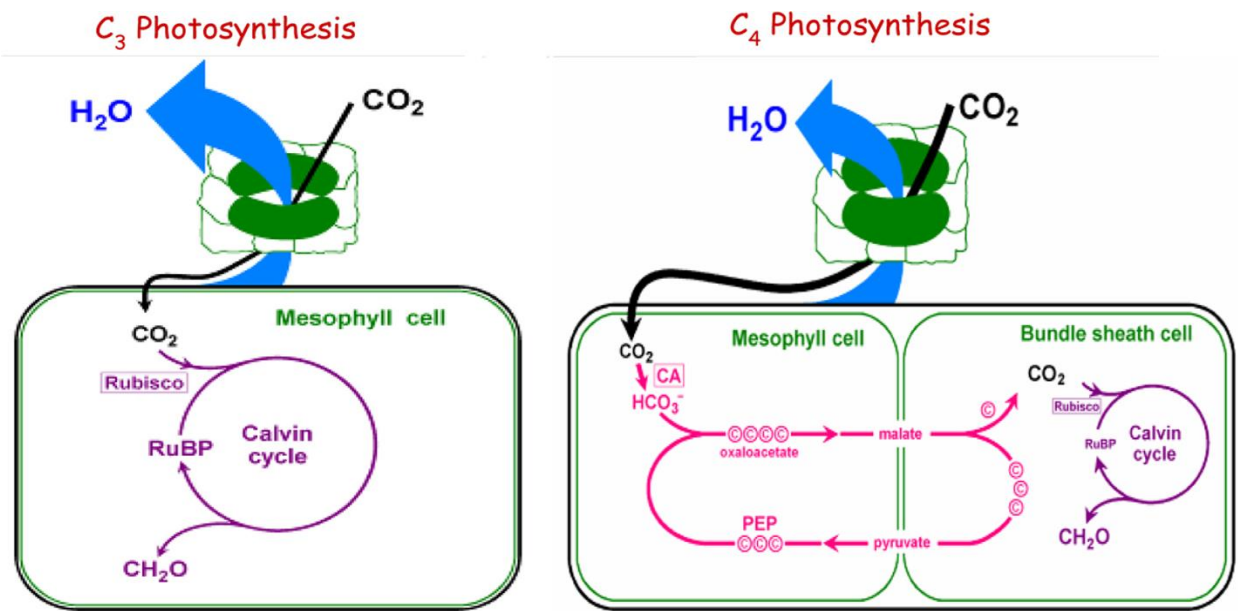 C₃ Photosynthesis
H₂O
CO₂
Mesophyll cell
CO₂
Rubisco
RuBP
Calvin
cycle
CH₂O
C₄ Photosynthesis
H₂O
CO₂
Mesophyll cell
CO₂
CA
HCO₃⁻
ⒸⒸⒸⒸ
oxaloacetate
malate
PEP
ⒸⒸⒸ
pyruvate
Bundle sheath cell
Ⓒ
CO₂
Rubisco
RuBP
Calvin
cycle
Ⓒ
Ⓒ
Ⓒ
CH₂O